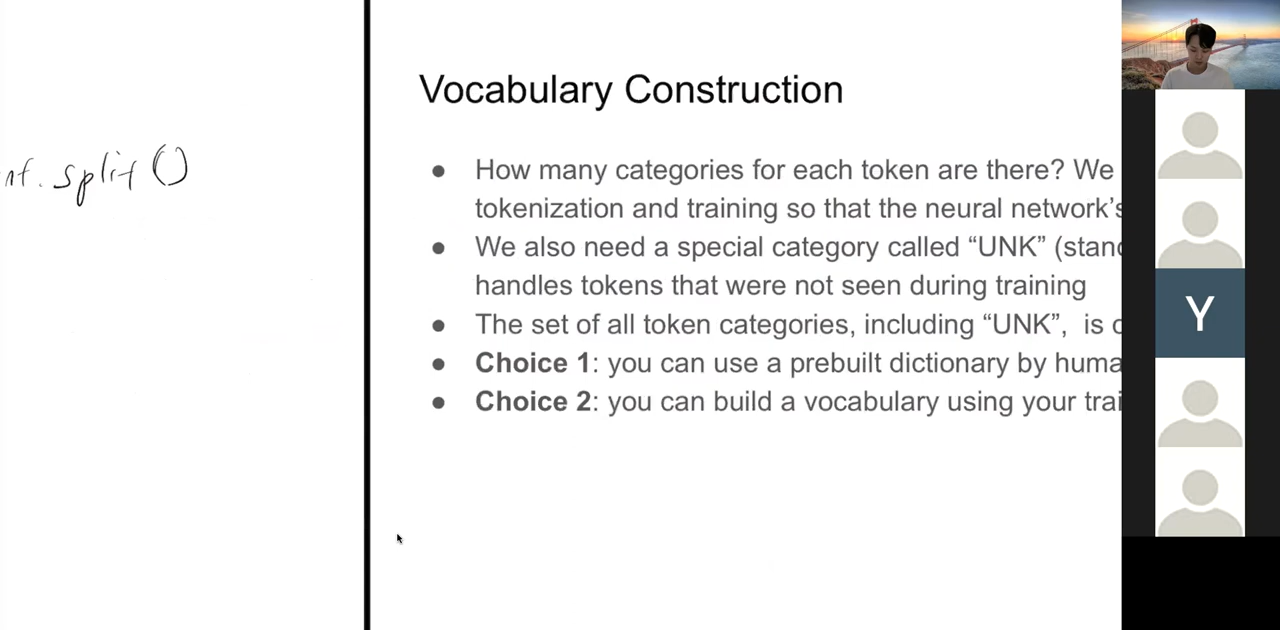 nt. split ()
Vocabulary Construction
● How many categories for each token are there? We
tokenization and training so that the neural network's
● We also need a special category called “UNK” (stand
handles tokens that were not seen during training
● The set of all token categories, including “UNK”, is c
● Choice 1: you can use a prebuilt dictionary by huma
● Choice 2: you can build a vocabulary using your trai
Y